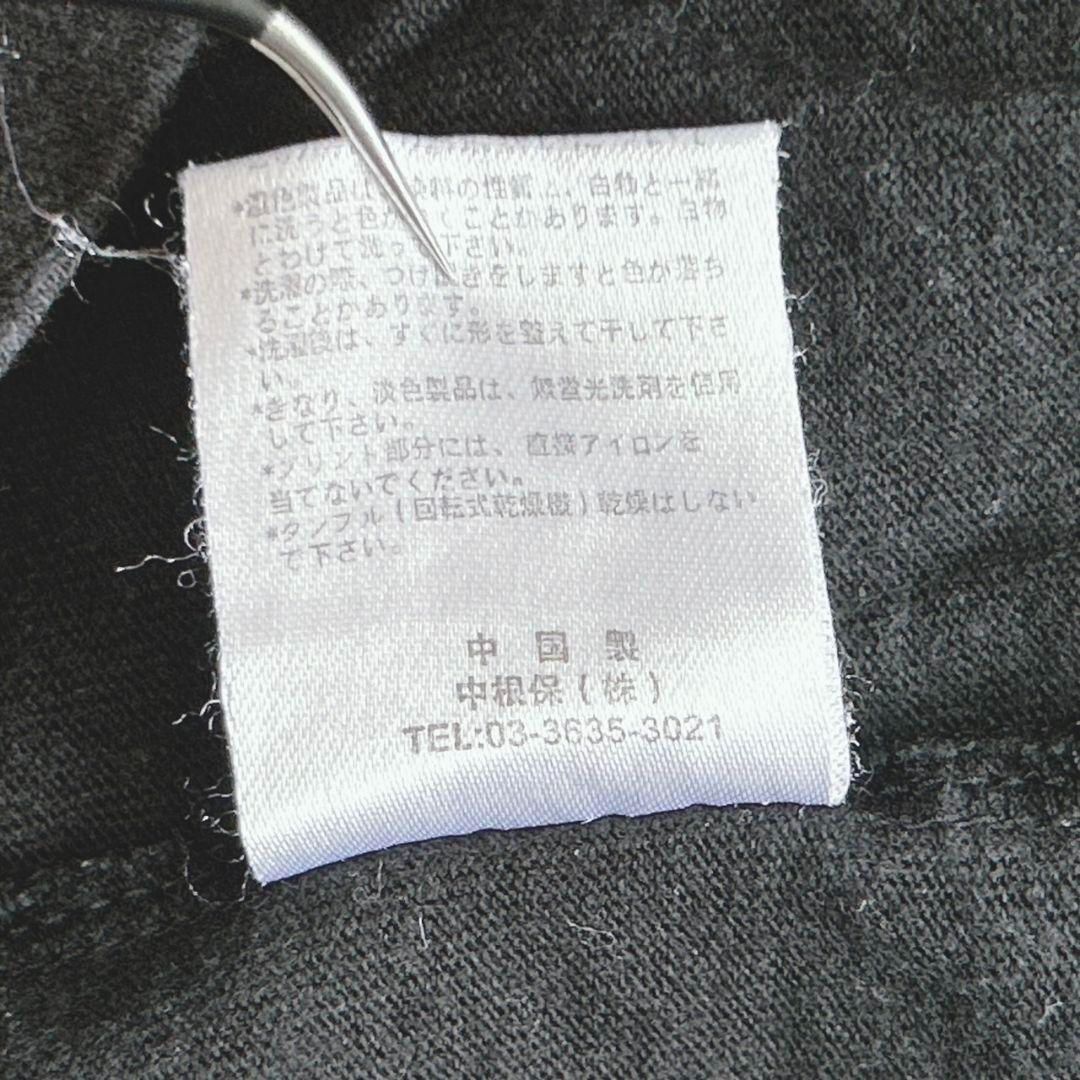 *濃色製品は、染料の性質上、白物と一緒
に洗うと色がつくことがあります。白物
とわけて洗って下さい。
*洗濯の際、つけおきをしますと色が落ち
ることがあります。
*洗濯後は、すぐに形を整えて干して下さ
い。
*きなり、淡色製品は、無蛍光洗剤を使用
して下さい。
*プリント部分には、直接アイロンを
当てないでください。
*タンブル(回転式乾燥機)乾燥はしない
で下さい。
中国製
中根保(株)
TEL:03-3635-3021